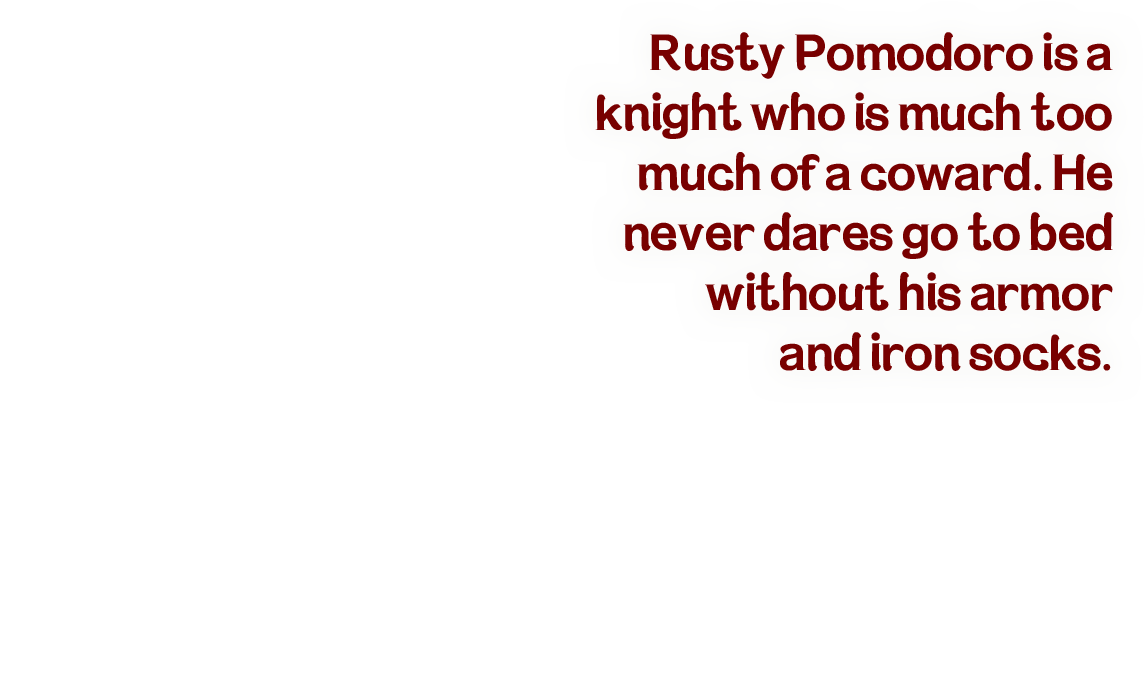 Rusty Pomodoro is a
knight who is much too
much of a coward. He
never dares go to bed
without his armor
and iron socks.